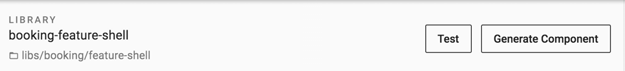 LIBRARY
booking-feature-shell
libs/booking/feature-shell
Test
Generate Component